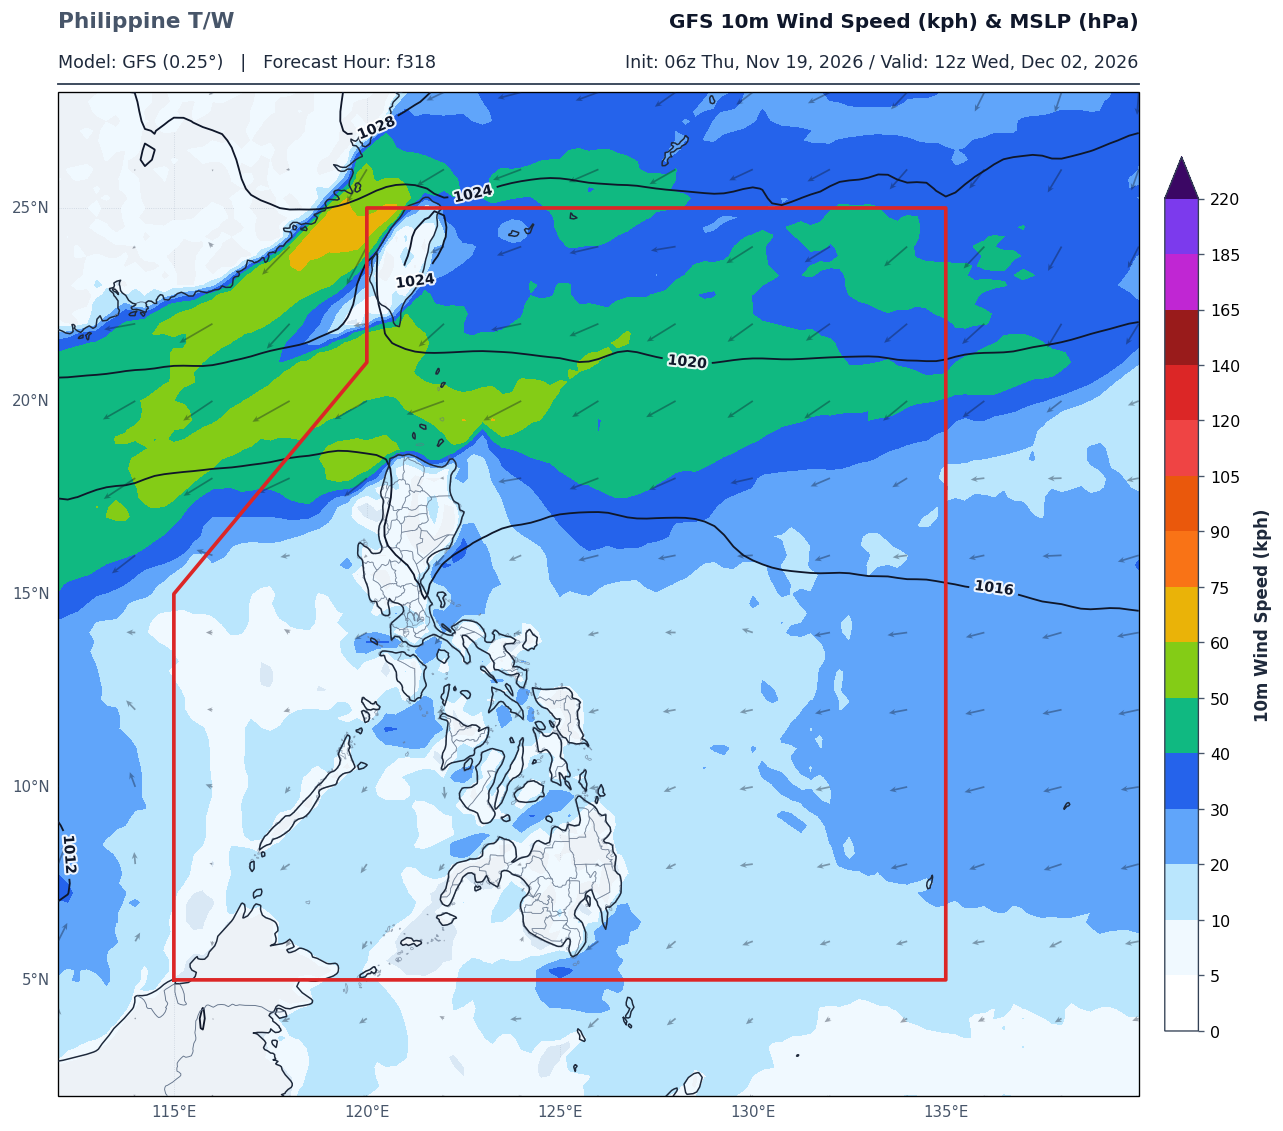 Philippine T/W
GFS 10m Wind Speed (kph) & MSLP (hPa)
Model: GFS (0.25°) | Forecast Hour: f318
Init: 06z Thu, Nov 19, 2026 / Valid: 12z Wed, Dec 02, 2026
1028
1024
1024
1020
1016
1012
25°N
20°N
15°N
10°N
5°N
115°E
120°E
125°E
130°E
135°E
220
185
165
140
120
105
90
75
60
50
40
30
20
10
5
0
10m Wind Speed (kph)